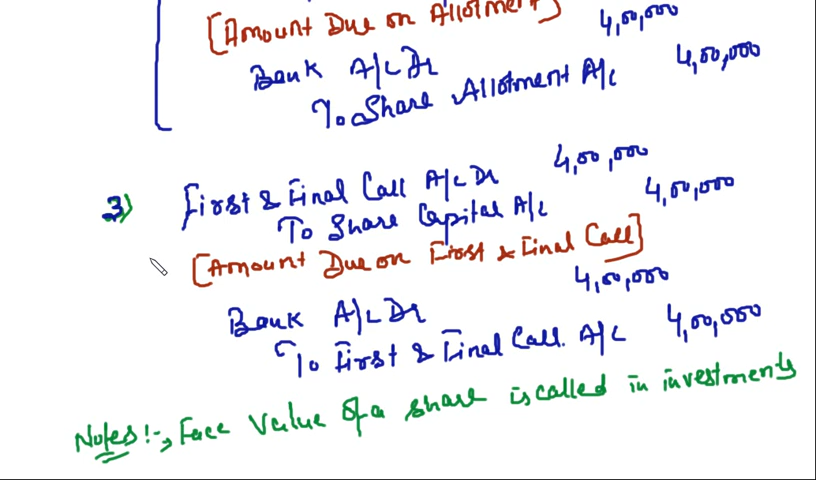 [Amount Due on Allotment]
4,00,000
Bank A/c Dr
To Share Allotment A/c 4,00,000
3) First & Final Call A/c Dr 4,00,000
To Share Capital A/c 4,00,000
[Amount Due on First & Final Call]
Bank A/c Dr 4,00,000
To First & Final Call. A/c 4,00,000
Notes:-, Face Value of a share is called in investments